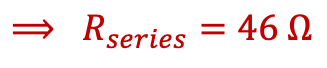 ⟹ R_series = 46 Ω